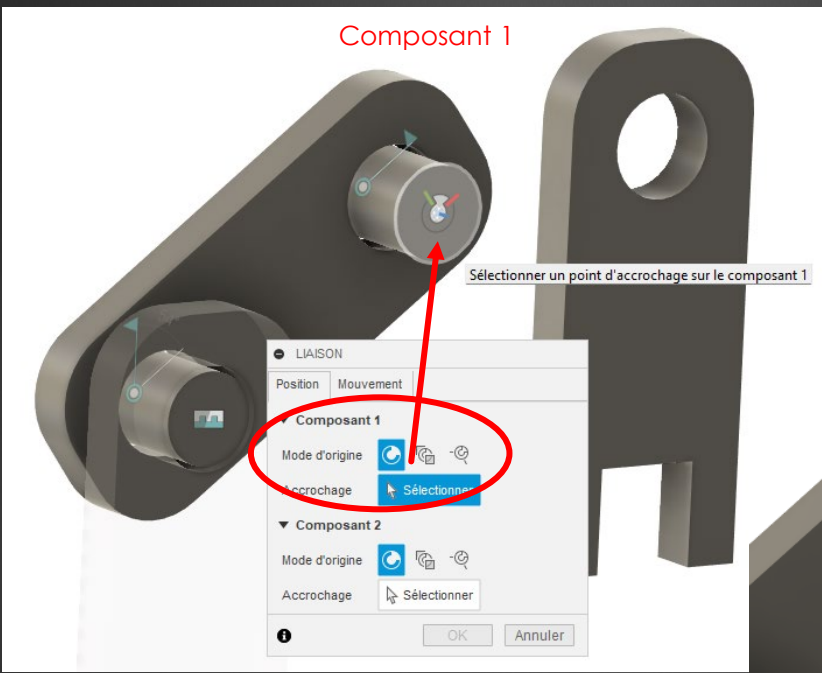 Composant 1
Sélectionner un point d'accrochage sur le composant 1
LIAISON
Position Mouvement
Composant 1
Mode d'origine
Accrochage Sélectionner
Composant 2
Mode d'origine
Accrochage Sélectionner
OK Annuler